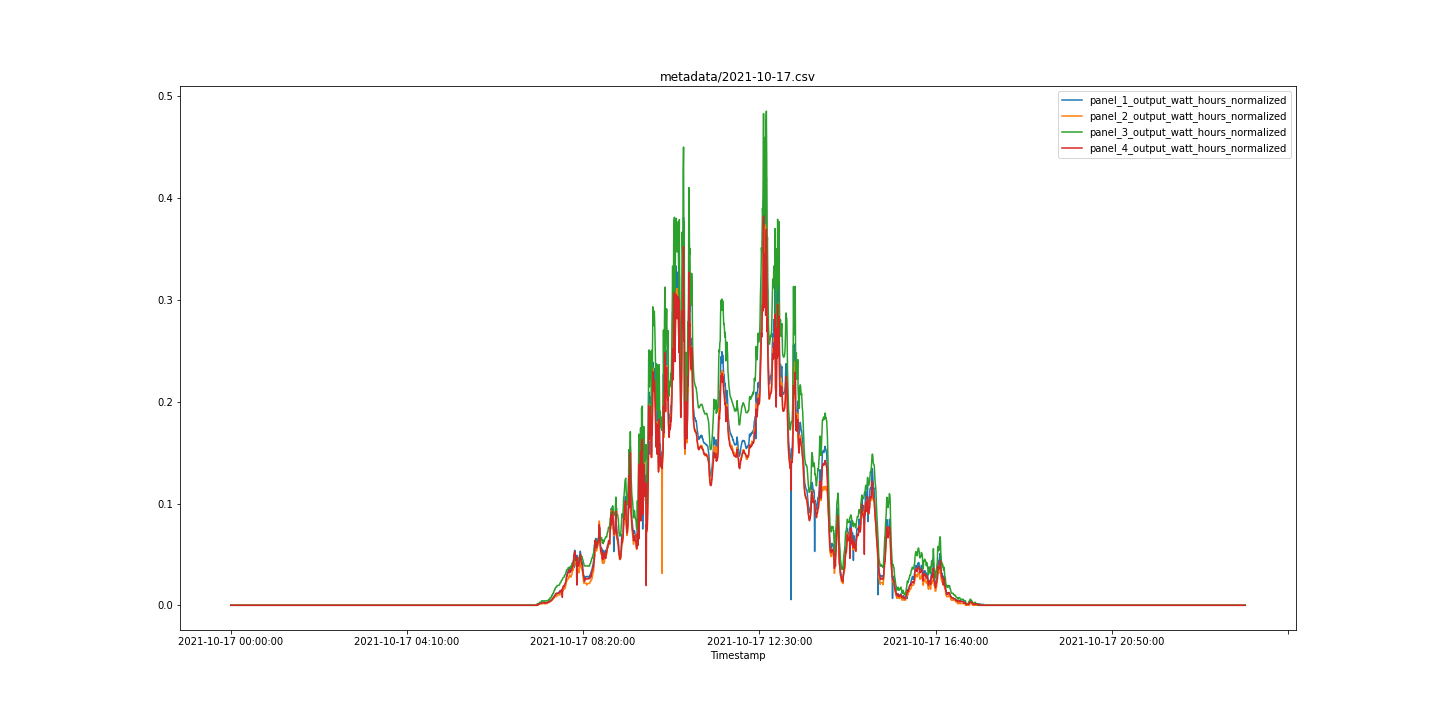 metadata/2021-10-17.csv
panel_1_output_watt_hours_normalized
panel_2_output_watt_hours_normalized
panel_3_output_watt_hours_normalized
panel_4_output_watt_hours_normalized
0.5
0.4
0.3
0.2
0.1
0.0
2021-10-17 00:00:00 2021-10-17 04:10:00 2021-10-17 08:20:00 2021-10-17 12:30:00 2021-10-17 16:40:00 2021-10-17 20:50:00
Timestamp